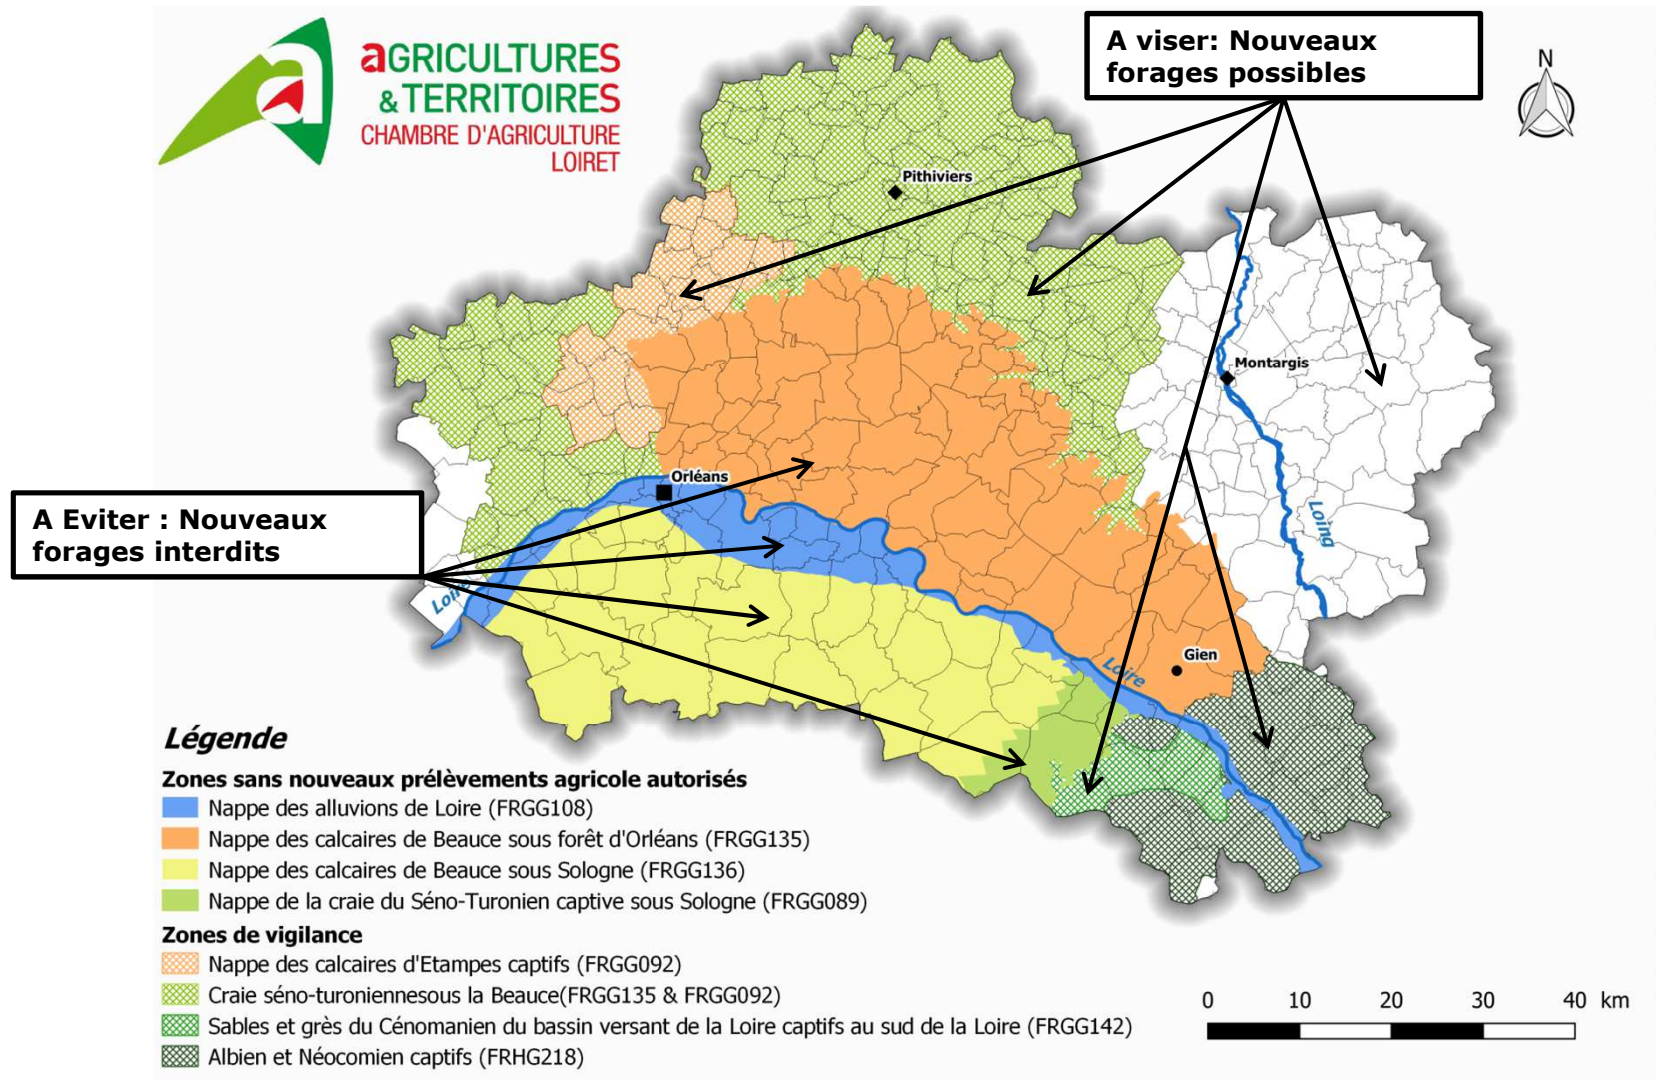 aGRICULTURES
& TERRITOIRES
CHAMBRE D'AGRICULTURE
LOIRET
A viser: Nouveaux
forages possibles
N
Pithiviers
Montargis
Orléans
A Eviter : Nouveaux
forages interdits
Loing
Loire
Loire
Gien
Légende
Zones sans nouveaux prélèvements agricole autorisés
Nappe des alluvions de Loire (FRGG108)
Nappe des calcaires de Beauce sous forêt d'Orléans (FRGG135)
Nappe des calcaires de Beauce sous Sologne (FRGG136)
Nappe de la craie du Séno-Turonien captive sous Sologne (FRGG089)
Zones de vigilance
Nappe des calcaires d'Etampes captifs (FRGG092)
Craie séno-turoniennesous la Beauce(FRGG135 & FRGG092)
Sables et grès du Cénomanien du bassin versant de la Loire captifs au sud de la Loire (FRGG142)
Albien et Néocomien captifs (FRHG218)
0 10 20 30 40 km